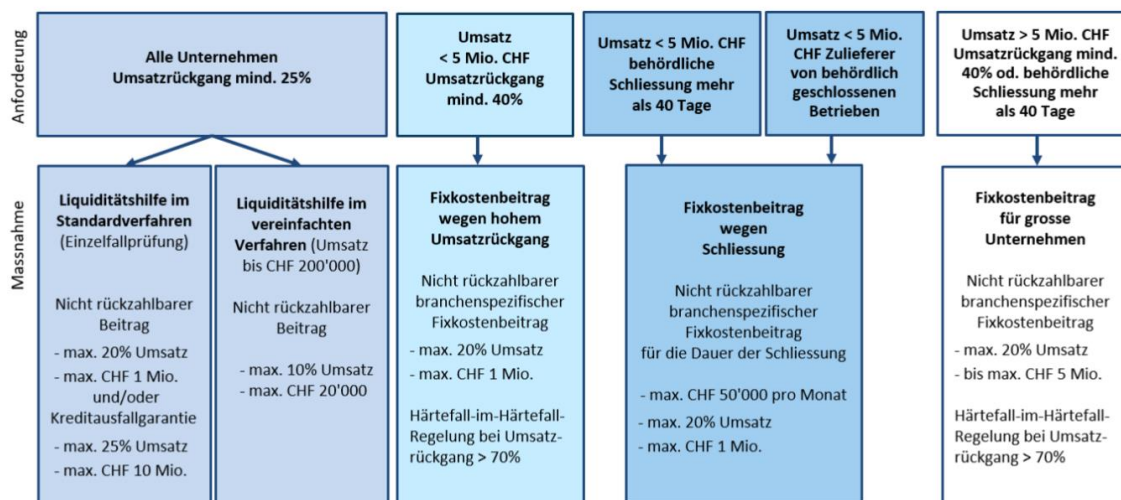 Anforderung
Alle Unternehmen
Umsatzrückgang mind. 25%
Umsatz
< 5 Mio. CHF
Umsatzrückgang
mind. 40%
Umsatz < 5 Mio. CHF
behördliche
Schliessung mehr
als 40 Tage
Umsatz < 5 Mio.
CHF Zulieferer
von behördlich
geschlossenen
Betrieben
Umsatz > 5 Mio. CHF
Umsatzrückgang mind.
40% od. behördliche
Schliessung mehr
als 40 Tage
Massnahme
Liquiditätshilfe im
Standardverfahren
(Einzelfallprüfung)
Nicht rückzahlbarer
Beitrag
- max. 20% Umsatz
- max. CHF 1 Mio.
und/oder
Kreditausfallgarantie
- max. 25% Umsatz
- max. CHF 10 Mio.
Liquiditätshilfe im
vereinfachten
Verfahren (Umsatz
bis CHF 200'000)
Nicht rückzahlbarer
Beitrag
- max. 10% Umsatz
- max. CHF 20'000
Fixkostenbeitrag
wegen hohem
Umsatzrückgang
Nicht rückzahlbarer
branchenspezifischer
Fixkostenbeitrag
- max. 20% Umsatz
- max. CHF 1 Mio.
Härtefall-im-Härtefall-
Regelung bei Umsatz-
rückgang > 70%
Fixkostenbeitrag
wegen
Schliessung
Nicht rückzahlbarer
branchenspezifischer
Fixkostenbeitrag
für die Dauer der Schliessung
- max. CHF 50'000 pro Monat
- max. 20% Umsatz
- max. CHF 1 Mio.
Fixkostenbeitrag
für grosse
Unternehmen
Nicht rückzahlbarer
branchenspezifischer
Fixkostenbeitrag
- max. 20% Umsatz
- bis max. CHF 5 Mio.
Härtefall-im-Härtefall-
Regelung bei Umsatz-
rückgang > 70%